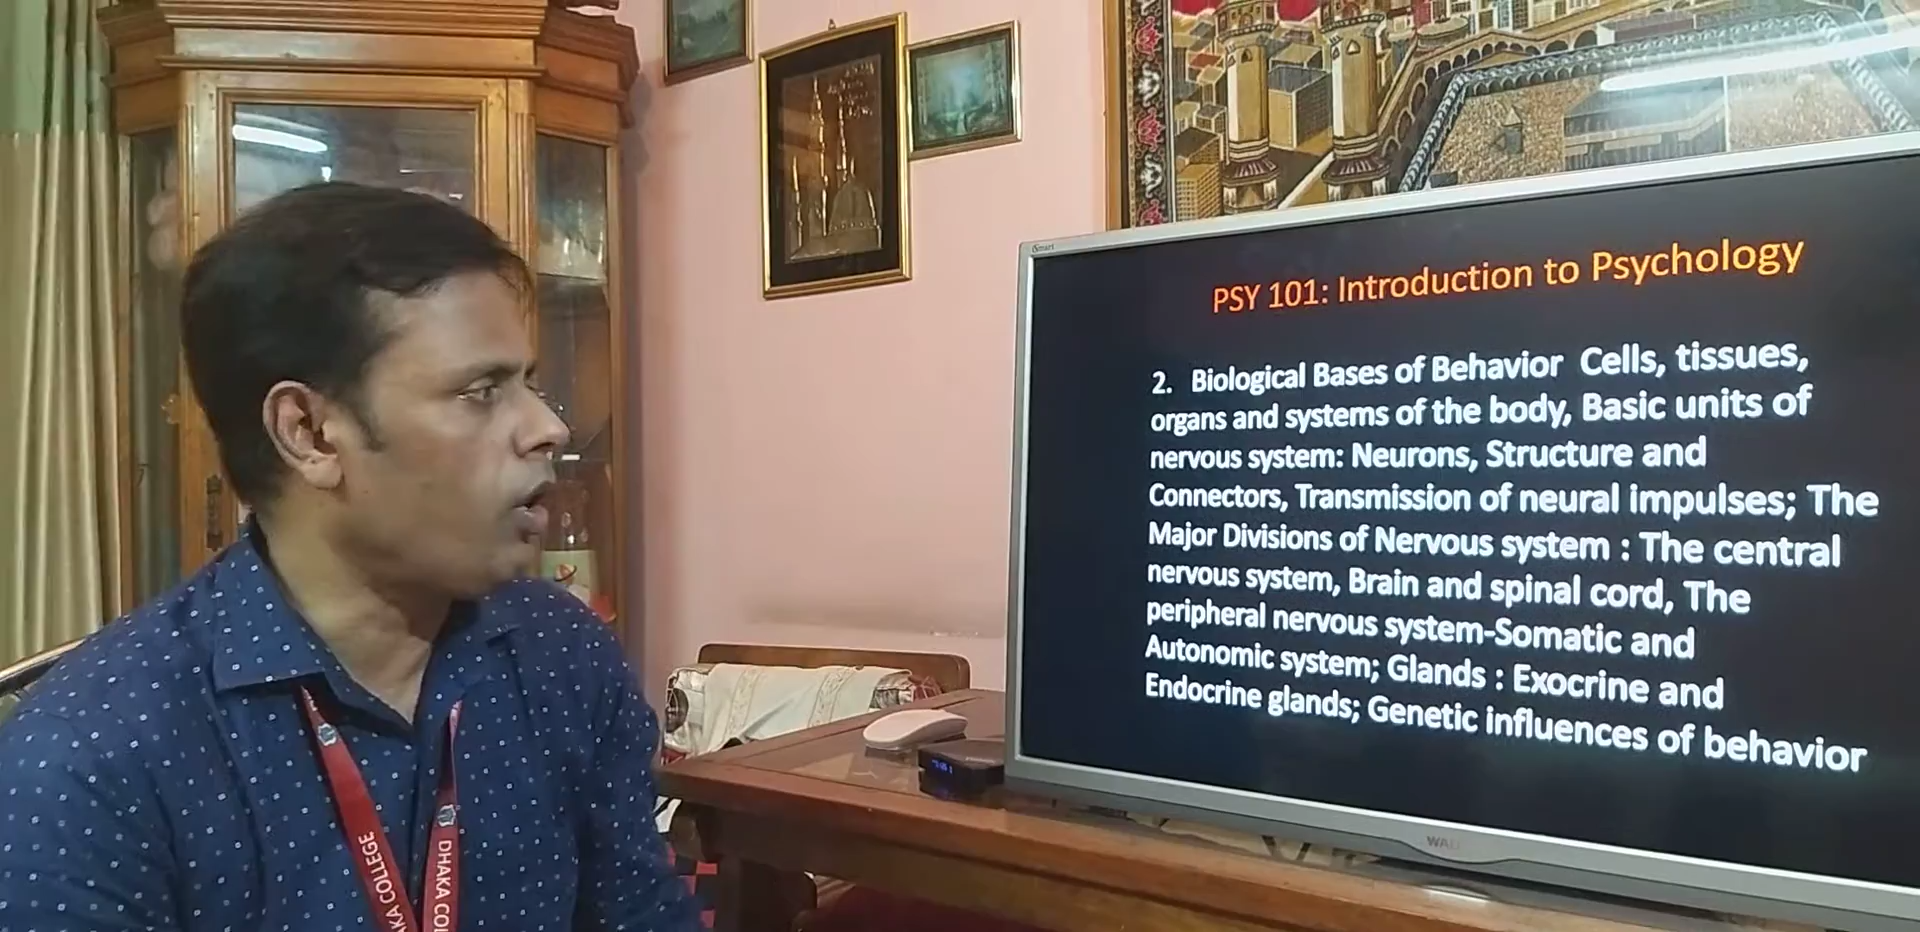 iSmart
PSY 101: Introduction to Psychology
2. Biological Bases of Behavior Cells, tissues,
organs and systems of the body, Basic units of
nervous system: Neurons, Structure and
Connectors, Transmission of neural impulses; The
Major Divisions of Nervous system : The central
nervous system, Brain and spinal cord, The
peripheral nervous system-Somatic and
Autonomic system; Glands : Exocrine and
Endocrine glands; Genetic influences of behavior
AKA COLLEGE
DHAKA COL